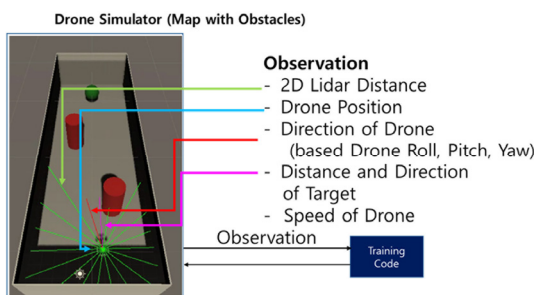 Drone Simulator (Map with Obstacles)
Observation
- 2D Lidar Distance
- Drone Position
- Direction of Drone
(based Drone Roll, Pitch, Yaw)
- Distance and Direction
of Target
- Speed of Drone
Observation
Training
Code